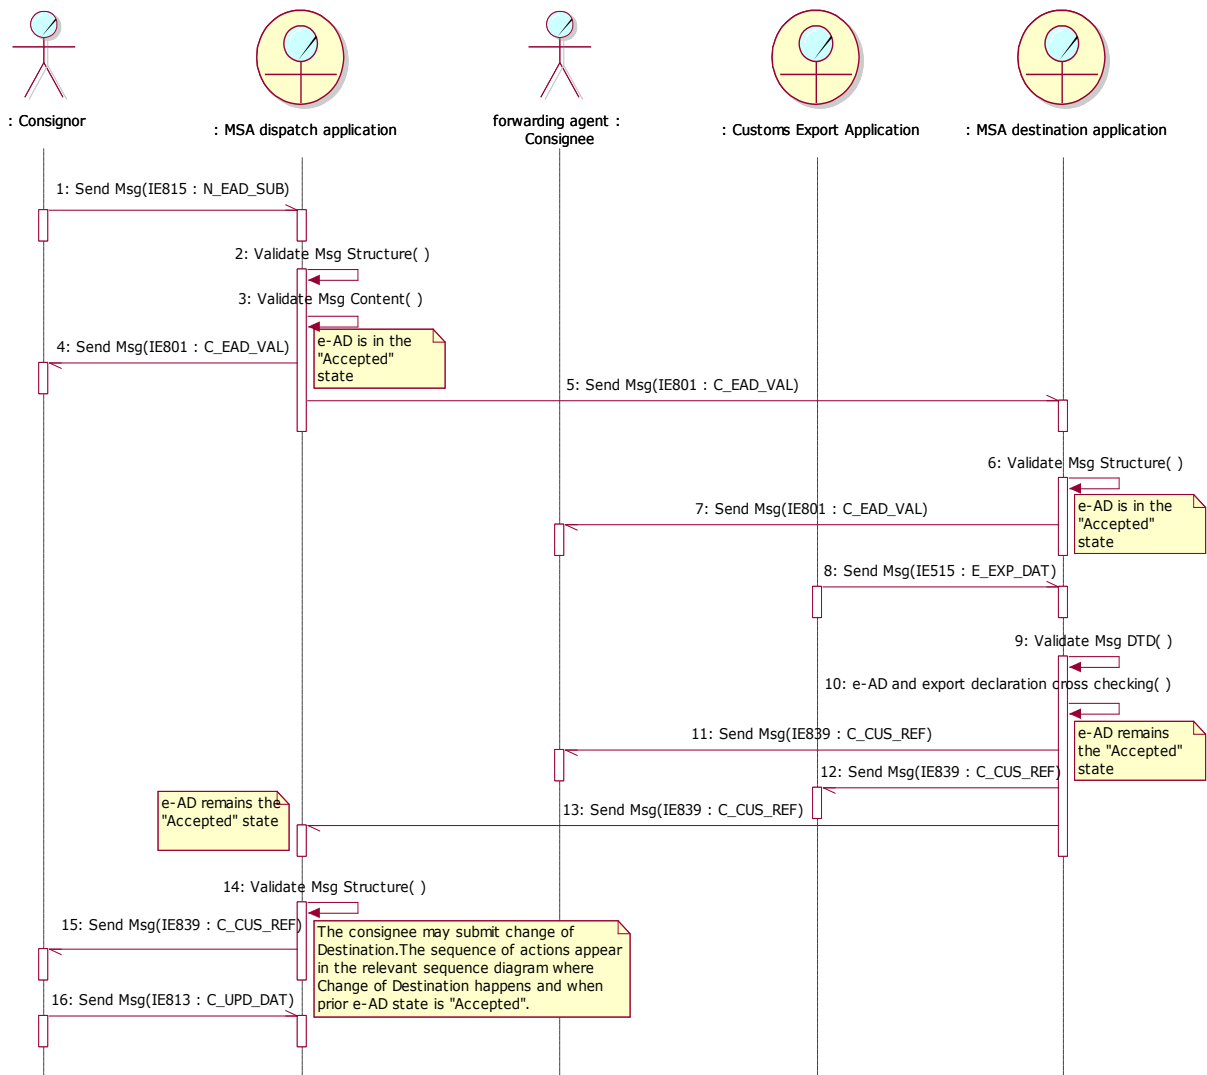 : Consignor
: MSA dispatch application
forwarding agent :
Consignee
: Customs Export Application
: MSA destination application
1: Send Msg(IE815 : N_EAD_SUB)
2: Validate Msg Structure( )
3: Validate Msg Content( )
e-AD is in the
"Accepted"
state
4: Send Msg(IE801 : C_EAD_VAL)
5: Send Msg(IE801 : C_EAD_VAL)
6: Validate Msg Structure( )
e-AD is in the
"Accepted"
state
7: Send Msg(IE801 : C_EAD_VAL)
8: Send Msg(IE515 : E_EXP_DAT)
9: Validate Msg DTD( )
10: e-AD and export declaration cross checking( )
11: Send Msg(IE839 : C_CUS_REF)
e-AD remains
the "Accepted"
state
12: Send Msg(IE839 : C_CUS_REF)
13: Send Msg(IE839 : C_CUS_REF)
e-AD remains the
"Accepted" state
14: Validate Msg Structure( )
15: Send Msg(IE839 : C_CUS_REF)
The consignee may submit change of
Destination.The sequence of actions appear
in the relevant sequence diagram where
Change of Destination happens and when
prior e-AD state is "Accepted".
16: Send Msg(IE813 : C_UPD_DAT)